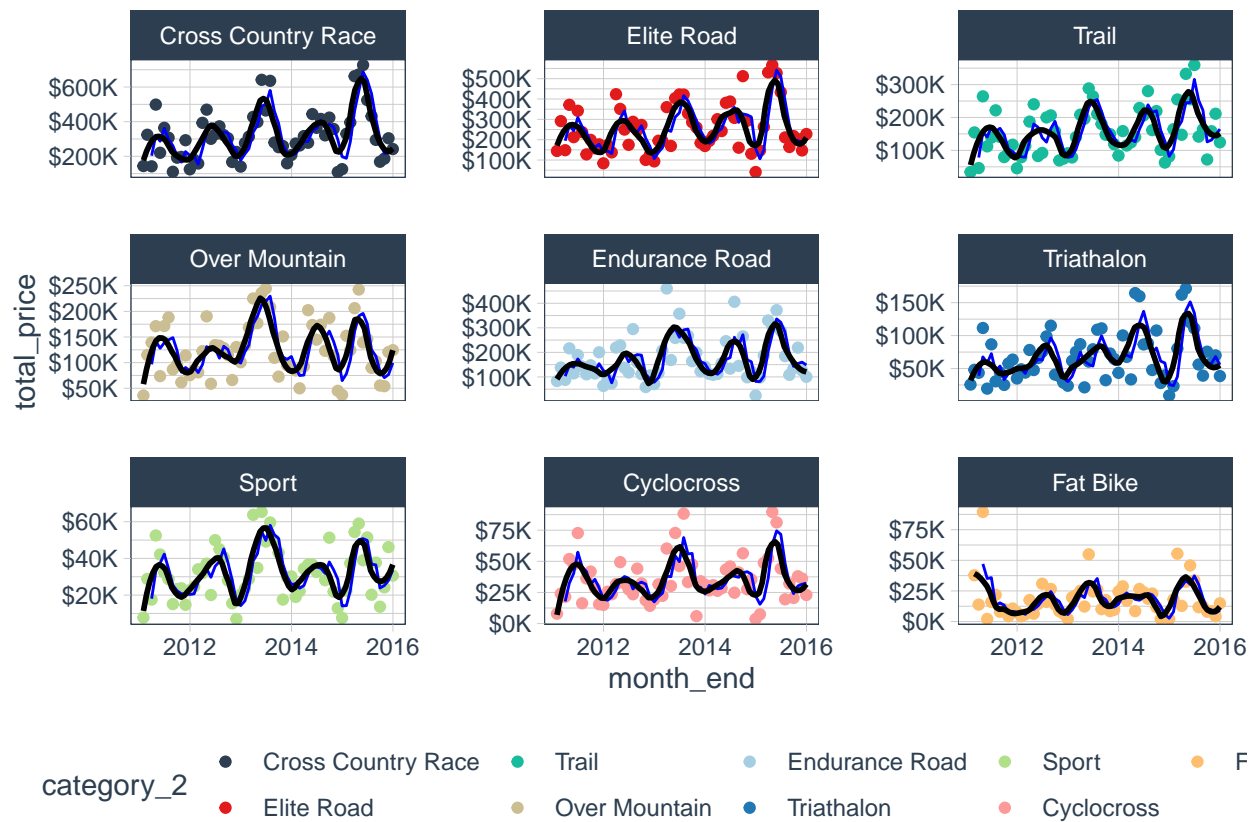 Cross Country Race
Elite Road
Trail
$600K
$400K
$200K
$500K
$400K
$300K
$200K
$100K
$300K
$200K
$100K
Over Mountain
Endurance Road
Triathalon
$250K
$200K
$150K
$100K
$50K
$400K
$300K
$200K
$100K
$150K
$100K
$50K
total_price
Sport
Cyclocross
Fat Bike
$60K
$40K
$20K
$75K
$50K
$25K
$0K
$75K
$50K
$25K
$0K
2012 2014 2016
2012 2014 2016
2012 2014 2016
month_end
category_2
Cross Country Race Trail Endurance Road Sport F
Elite Road Over Mountain Triathalon Cyclocross